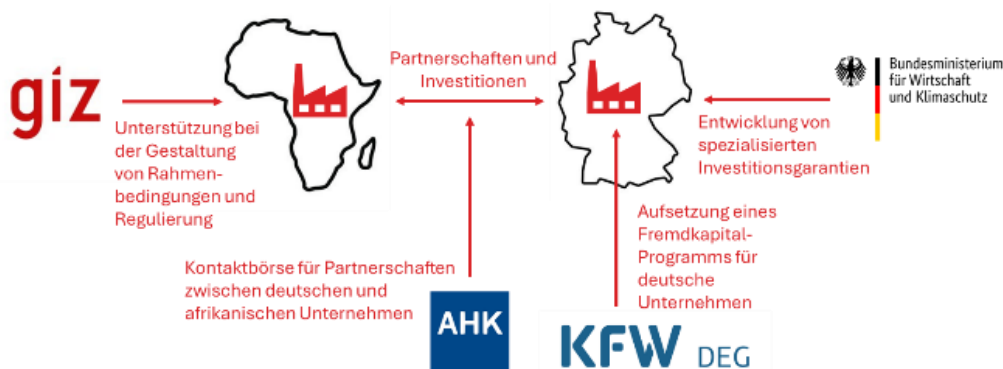 giz
Unterstützung bei
der Gestaltung
von Rahmen-
bedingungen und
Regulierung
Partnerschaften und
Investitionen
Bundesministerium
für Wirtschaft
und Klimaschutz
Entwicklung von
spezialisierten
Investitionsgarantien
Kontaktbörse für Partnerschaften
zwischen deutschen und
afrikanischen Unternehmen
AHK
Aufsetzung eines
Fremdkapital-
Programms für
deutsche
Unternehmen
KFW DEG